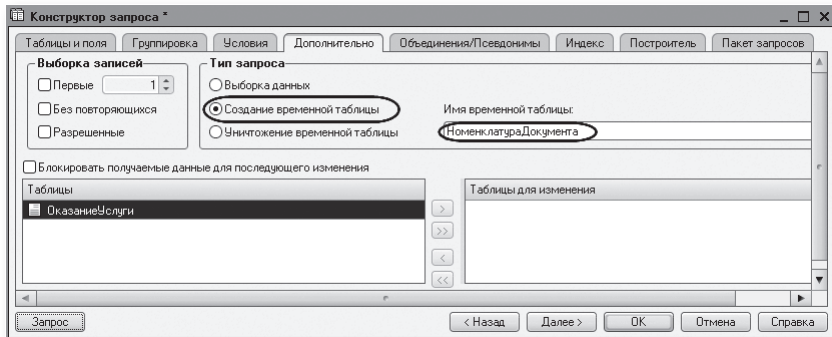 Конструктор запроса *
Таблицы и поля Группировка Условия Дополнительно Объединения/Псевдонимы Индекс Построитель Пакет запросов
Выборка записей Тип запроса
Первые 1 Выборка данных
Без повторяющихся Создание временной таблицы Имя временной таблицы:
Разрешенные Уничтожение временной таблицы НоменклатураДокумента
Блокировать получаемые данные для последующего изменения
Таблицы Таблицы для изменения
ОказаниеУслуги >
>>
<
<<
Запрос < Назад Далее > OK Отмена Справка